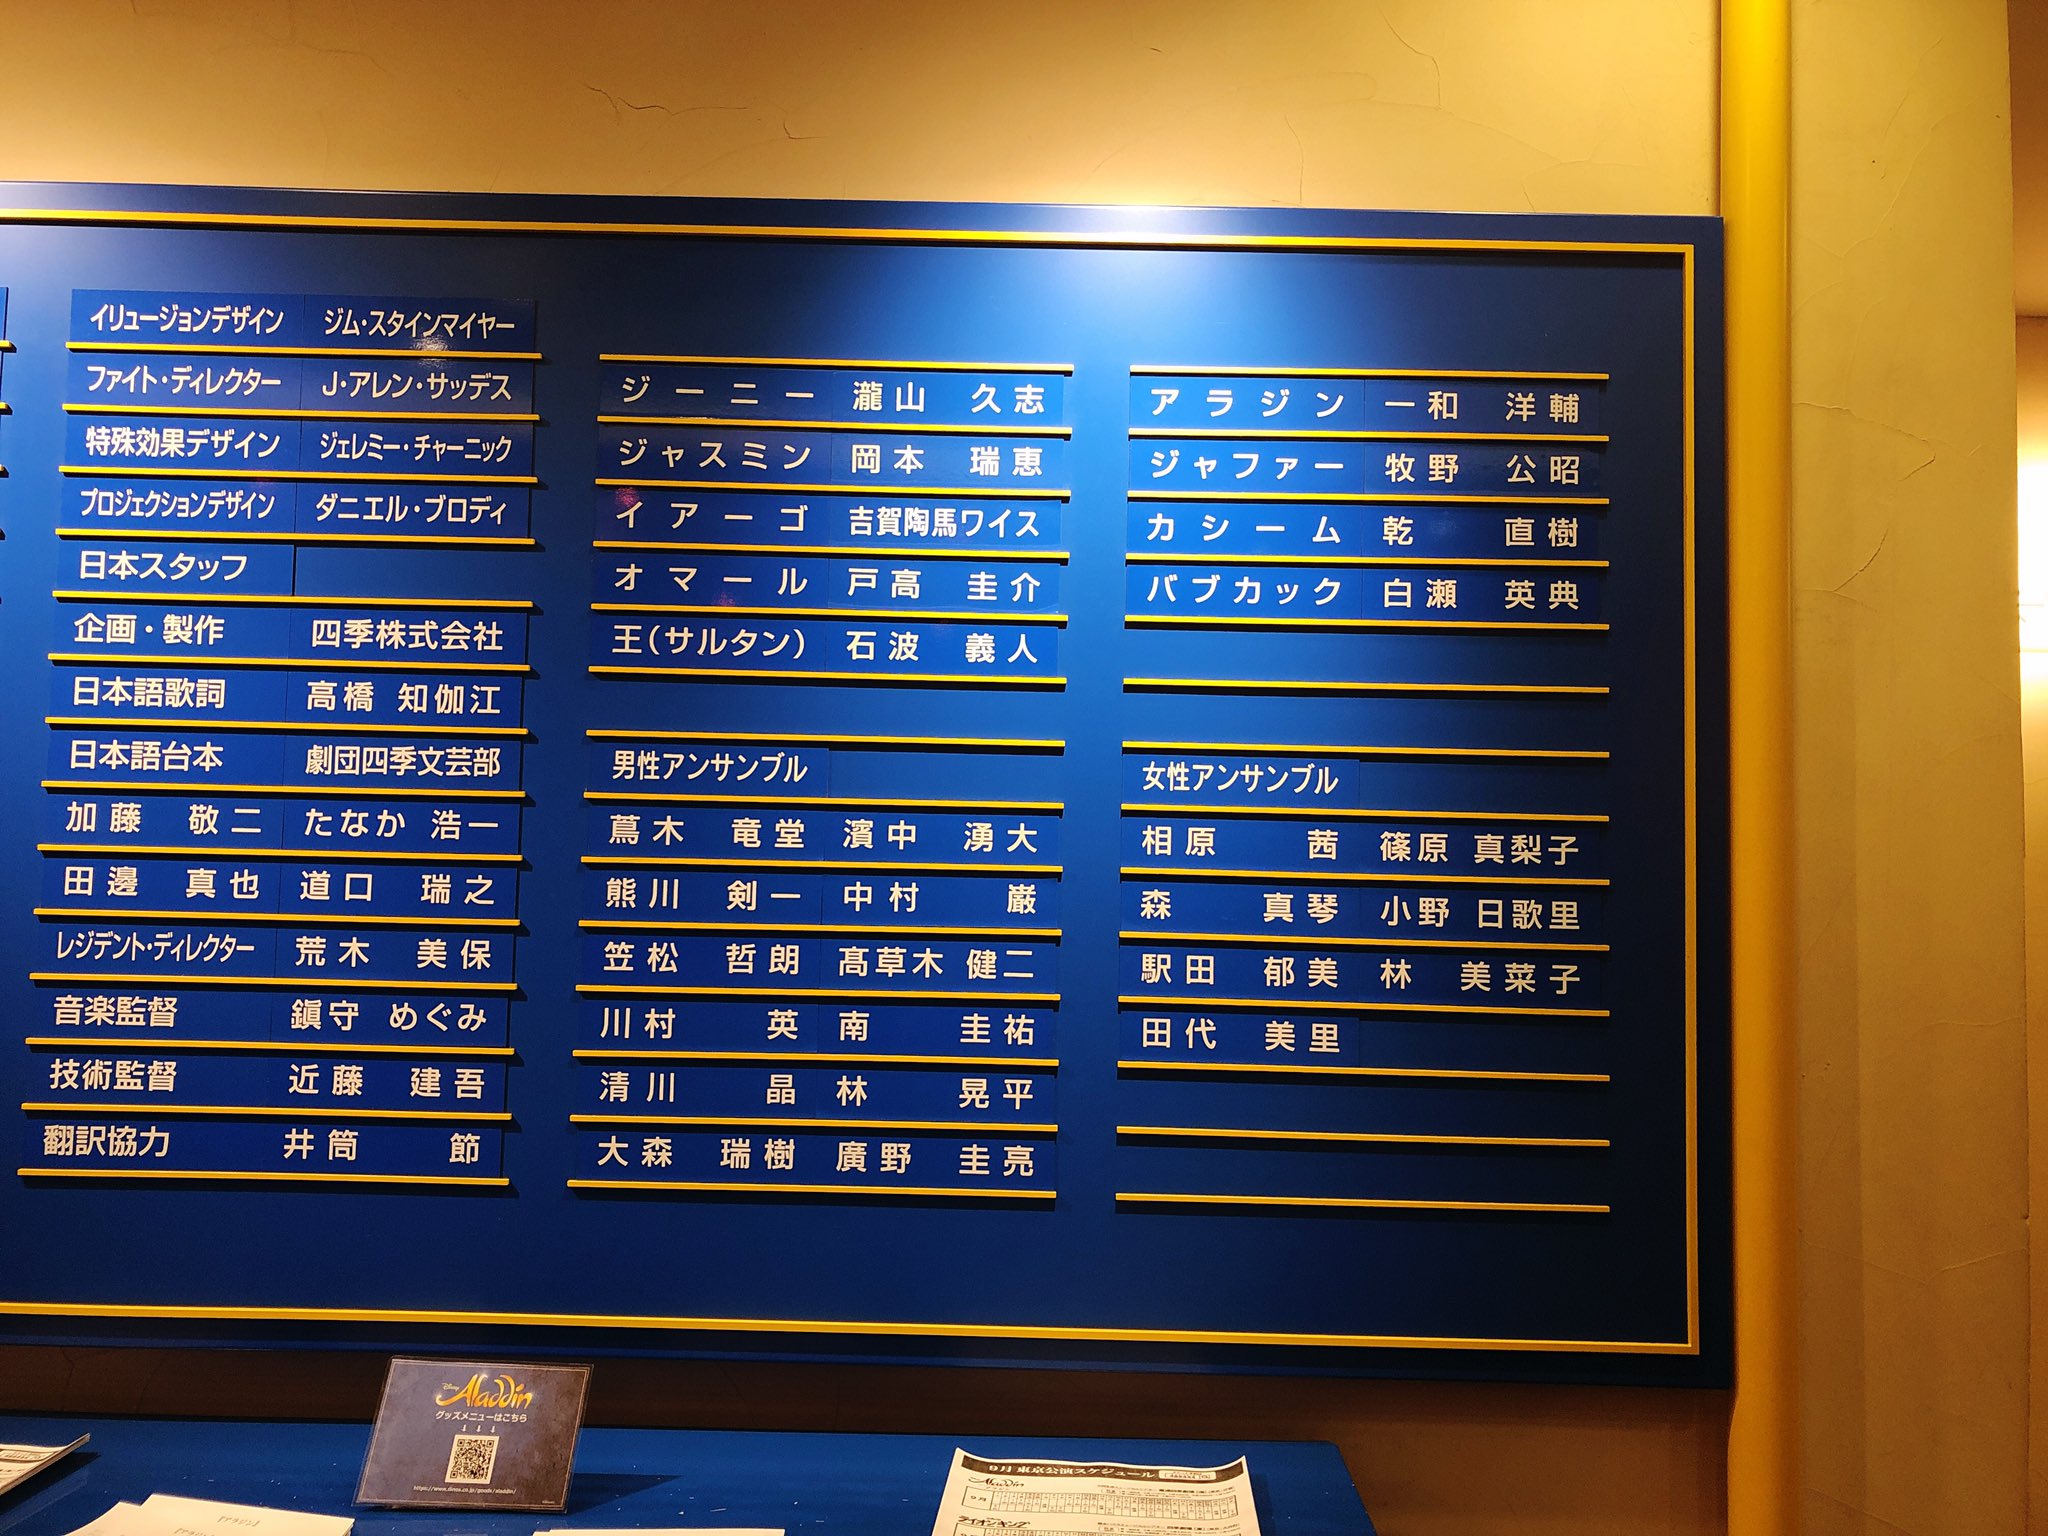 イリュージョンデザイン ジム・スタインマイヤー
ファイト・ディレクター J・アレン・サッデス
特殊効果デザイン ジェレミー・チャーニック
プロジェクションデザイン ダニエル・ブロディ
日本スタッフ
企画・製作 四季株式会社
日本語歌詞 高橋 知伽江
日本語台本 劇団四季文芸部
加藤 敬二 たなか 浩一
田邊 真也 道口 瑞之
レジデント・ディレクター 荒木 美保
音楽監督 鎮守 めぐみ
技術監督 近藤 建吾
翻訳協力 井筒 節
ジーニー 瀧山 久志
ジャスミン 岡本 瑞恵
イアーゴ 吉賀陶馬ワイス
オマール 戸高 圭介
王(サルタン) 石波 義人
男性アンサンブル
蔦木 竜堂 濱中 湧大
熊川 剣一 中村 巌
笠松 哲朗 髙草木 健二
川村 英 南 圭祐
清川 晶 林 晃平
大森 瑞樹 廣野 圭亮
アラジン 一和 洋輔
ジャファー 牧野 公昭
カシーム 乾 直樹
バブカック 白瀬 英典
女性アンサンブル
相原 茜 篠原 真梨子
森 真琴 小野 日歌里
駅田 郁美 林 美菜子
田代 美里
Disney Aladdin
グッズメニューはこちら
↓ ↓ ↓
9月 東京公演スケジュール
Aladdin
9月
ライオンキング
『アラジン』